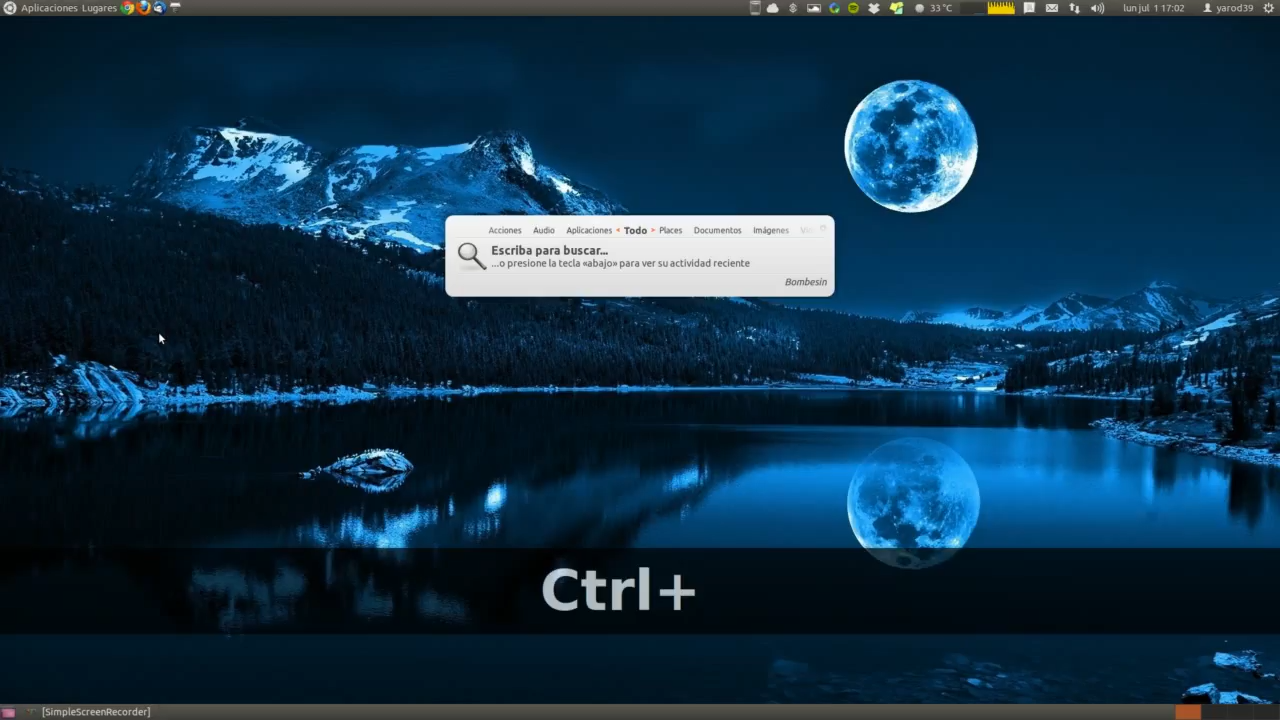 Aplicaciones Lugares 33 °C lun jul 1 17:02 yarod39
Acciones Audio Aplicaciones Todo Places Documentos Imágenes
Escriba para buscar...
...o presione la tecla «abajo» para ver su actividad reciente
Bombesin
Ctrl+
[SimpleScreenRecorder]